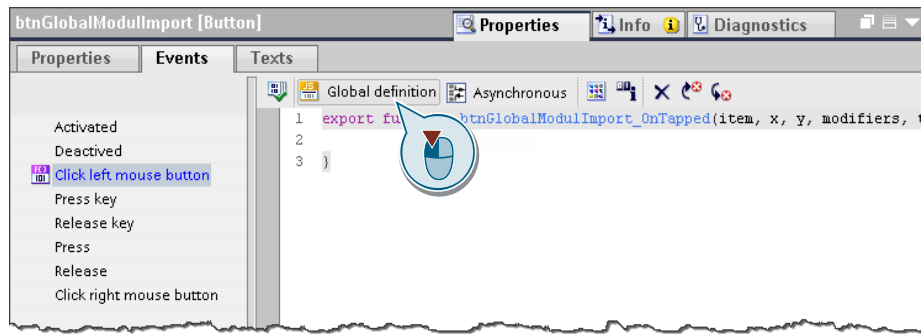 btnGlobalModulImport [Button]
Properties
Info
Diagnostics
Properties
Events
Texts
Global definition
Asynchronous
1 export btnGlobalModulImport_OnTapped(item, x, y, modifiers,
2
3 }
Activated
Deactived
Click left mouse button
Press key
Release key
Press
Release
Click right mouse button